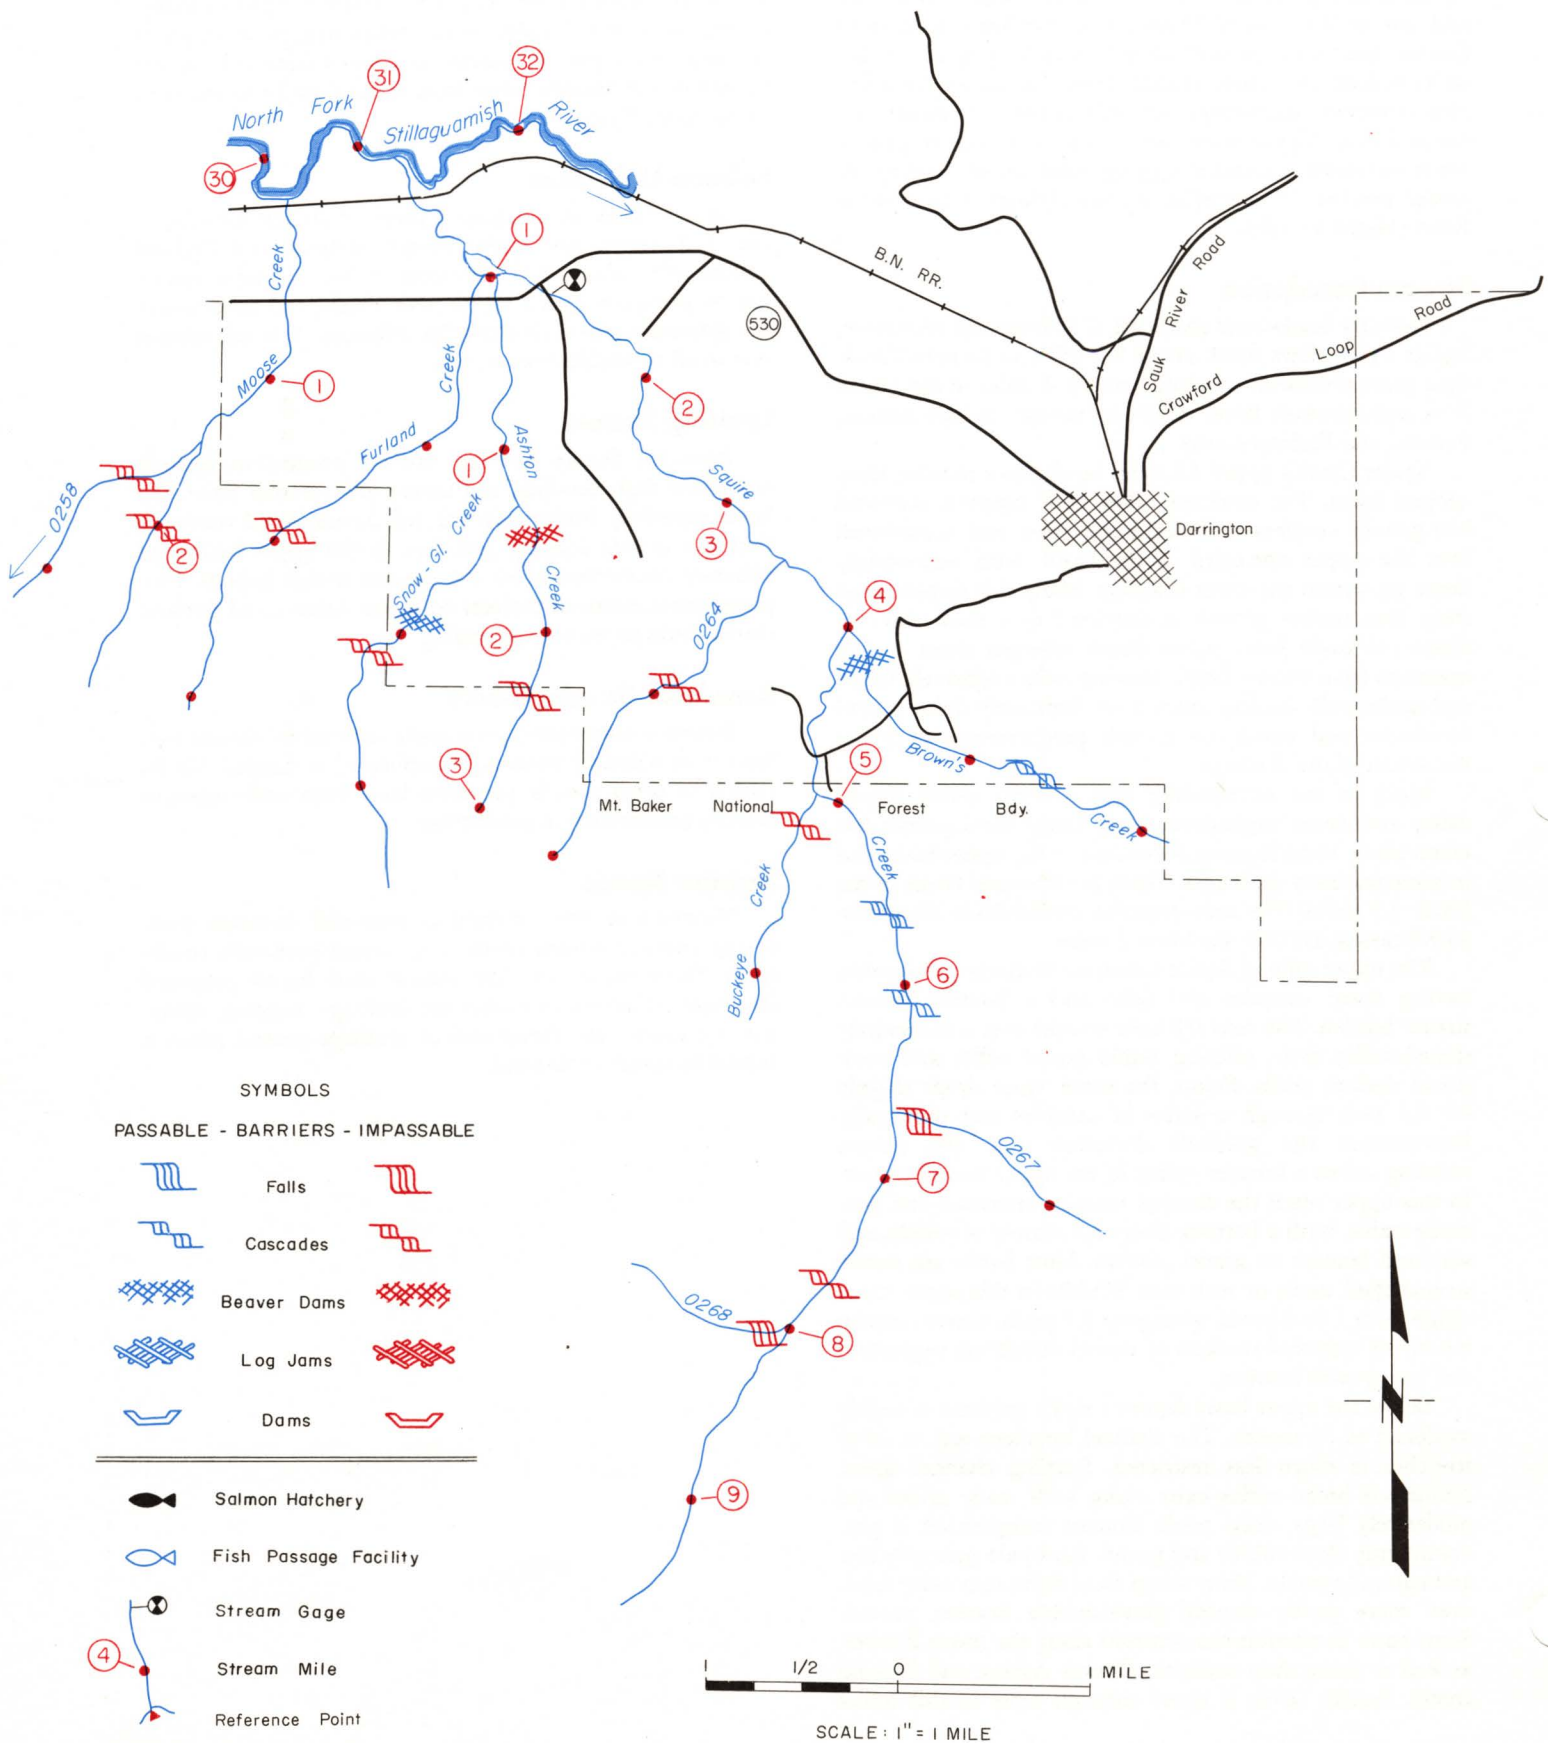 32
31
North Fork Stillaguamish River
30
1
Creek
B.N. RR.
Sauk River Road
530
Crawford Loop Road
Moose
1
Creek
2
Furland
1
Ashton
Squire
0258
Snow-Gl. Creek
3
Darrington
2
Creek
4
0264
2
Brown's
3
5
Mt. Baker National Forest Bdy.
Creek
Creek
Creek
Buckeye
6
SYMBOLS
PASSABLE - BARRIERS - IMPASSABLE
0267
7
Falls
Cascades
Beaver Dams
0268
8
Log Jams
Dams
9
Salmon Hatchery
Fish Passage Facility
Stream Gage
4
Stream Mile
Reference Point
N
1 1/2 0 1 MILE
SCALE: 1" = 1 MILE